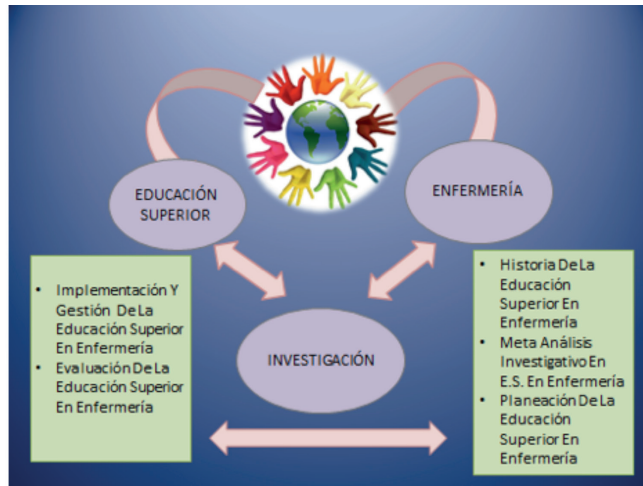 EDUCACIÓN
SUPERIOR
ENFERMERÍA
• Implementación Y
Gestión De La
Educación Superior
En Enfermería
• Evaluación De La
Educación Superior
En Enfermería
INVESTIGACIÓN
• Historia De La
Educación
Superior En
Enfermería
• Meta Análisis
Investigativo En
E.S. En Enfermería
• Planeación De La
Educación
Superior En
Enfermería